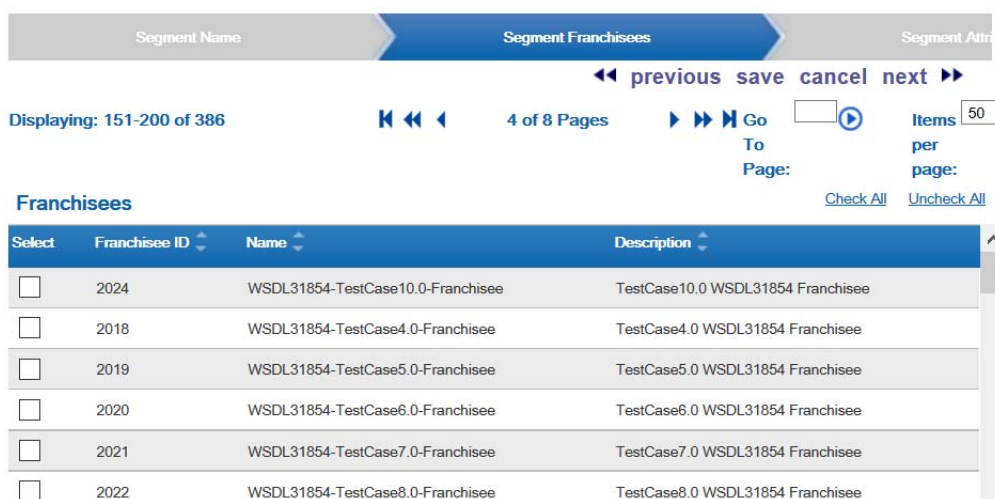 Segment Name Segment Franchisees Segment Attri
previous save cancel next
Displaying: 151-200 of 386 4 of 8 Pages Go To Page: Items per page: 50
Franchisees Check All Uncheck All
Select Franchisee ID Name Description
2024 WSDL31854-TestCase10.0-Franchisee TestCase10.0 WSDL31854 Franchisee
2018 WSDL31854-TestCase4.0-Franchisee TestCase4.0 WSDL31854 Franchisee
2019 WSDL31854-TestCase5.0-Franchisee TestCase5.0 WSDL31854 Franchisee
2020 WSDL31854-TestCase6.0-Franchisee TestCase6.0 WSDL31854 Franchisee
2021 WSDL31854-TestCase7.0-Franchisee TestCase7.0 WSDL31854 Franchisee
2022 WSDL31854-TestCase8.0-Franchisee TestCase8.0 WSDL31854 Franchisee